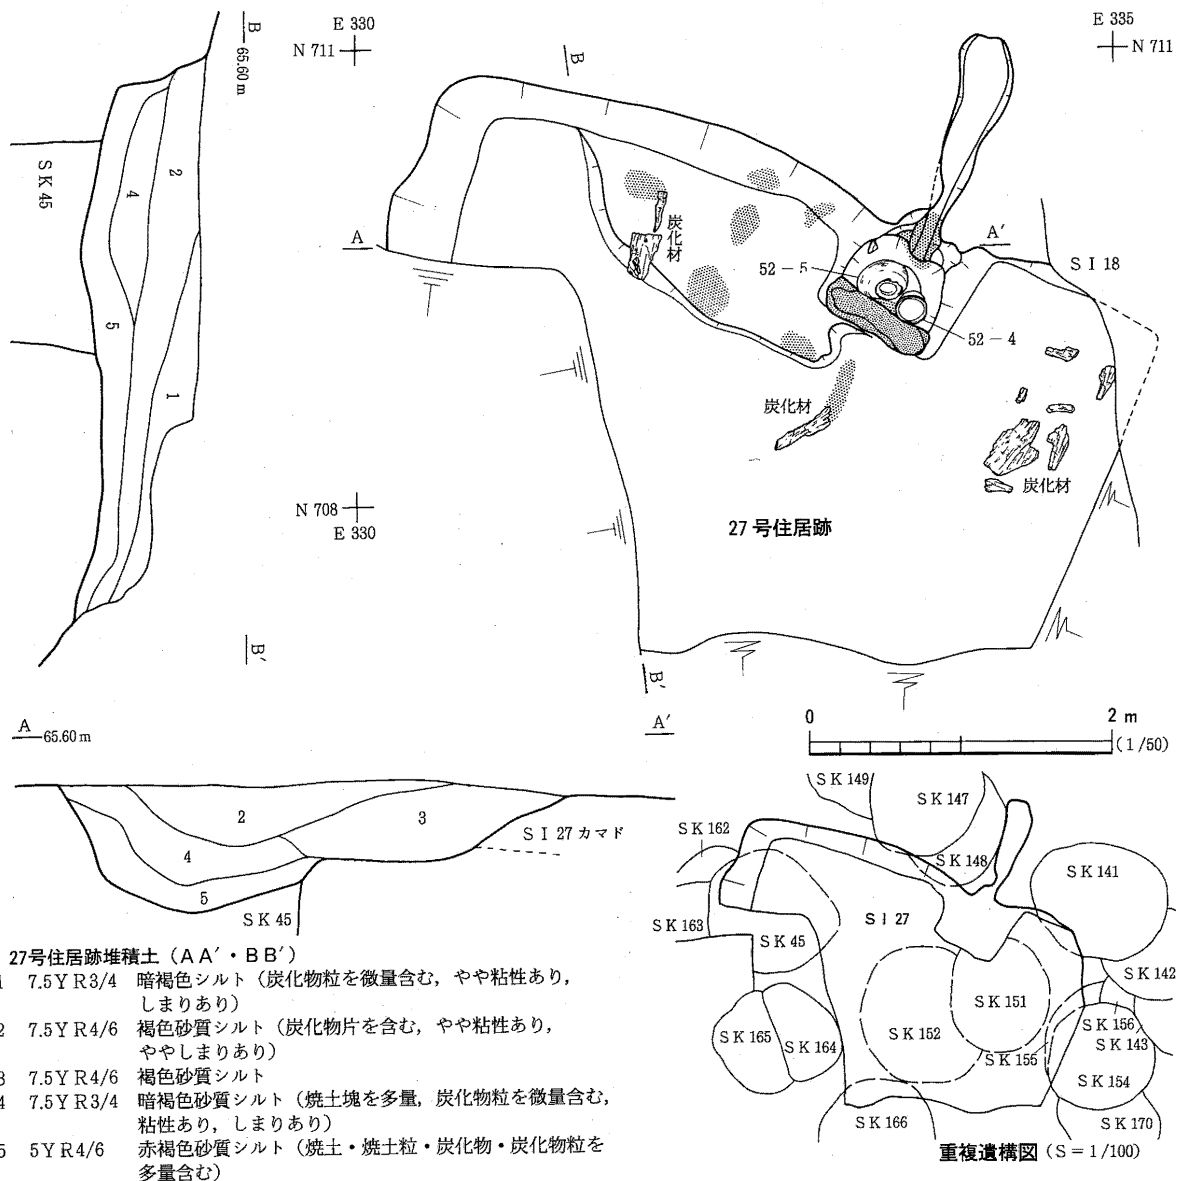 E 330
N 711
E 335
N 711
B
65.60 m
B
2
4
SK 45
5
1
炭化材
A
A′
SI 18
52－5
52－4
炭化材
炭化材
N 708
E 330
27 号住居跡
B′
B′
A
65.60 m
A′
0
2 m
(1/50)
2
3
SI 27 カマド
4
5
SK 45
SK 149
SK 147
SK 162
SK 148
SK 141
SK 163
SI 27
SK 45
SK 142
SK 151
SK 156
SK 152
SK 143
SK 165
SK 164
SK 155
SK 154
SK 166
SK 170
重複遺構図（S = 1/100）
27号住居跡堆積土（AA′・BB′）
1 7.5YR3/4 暗褐色シルト（炭化物粒を微量含む，やや粘性あり，
しまりあり）
2 7.5YR4/6 褐色砂質シルト（炭化物片を含む，やや粘性あり，
ややしまりあり）
3 7.5YR4/6 褐色砂質シルト
4 7.5YR3/4 暗褐色砂質シルト（焼土塊を多量，炭化物粒を微量含む，
粘性あり，しまりあり）
5 5YR4/6 赤褐色砂質シルト（焼土・焼土粒・炭化物・炭化物粒を
多量含む）